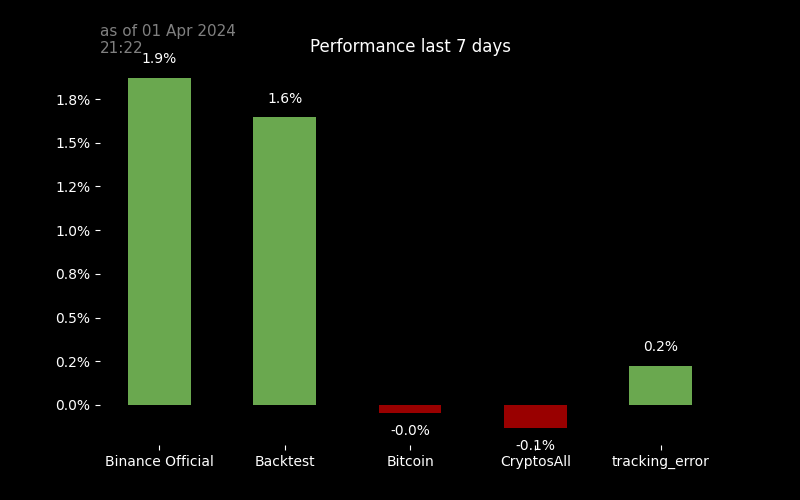 as of 01 Apr 2024
21:22
Performance last 7 days
1.9%
1.6%
-0.0%
-0.1%
0.2%
1.8%
1.5%
1.2%
1.0%
0.8%
0.5%
0.2%
0.0%
Binance Official
Backtest
Bitcoin
CryptosAll
tracking_error